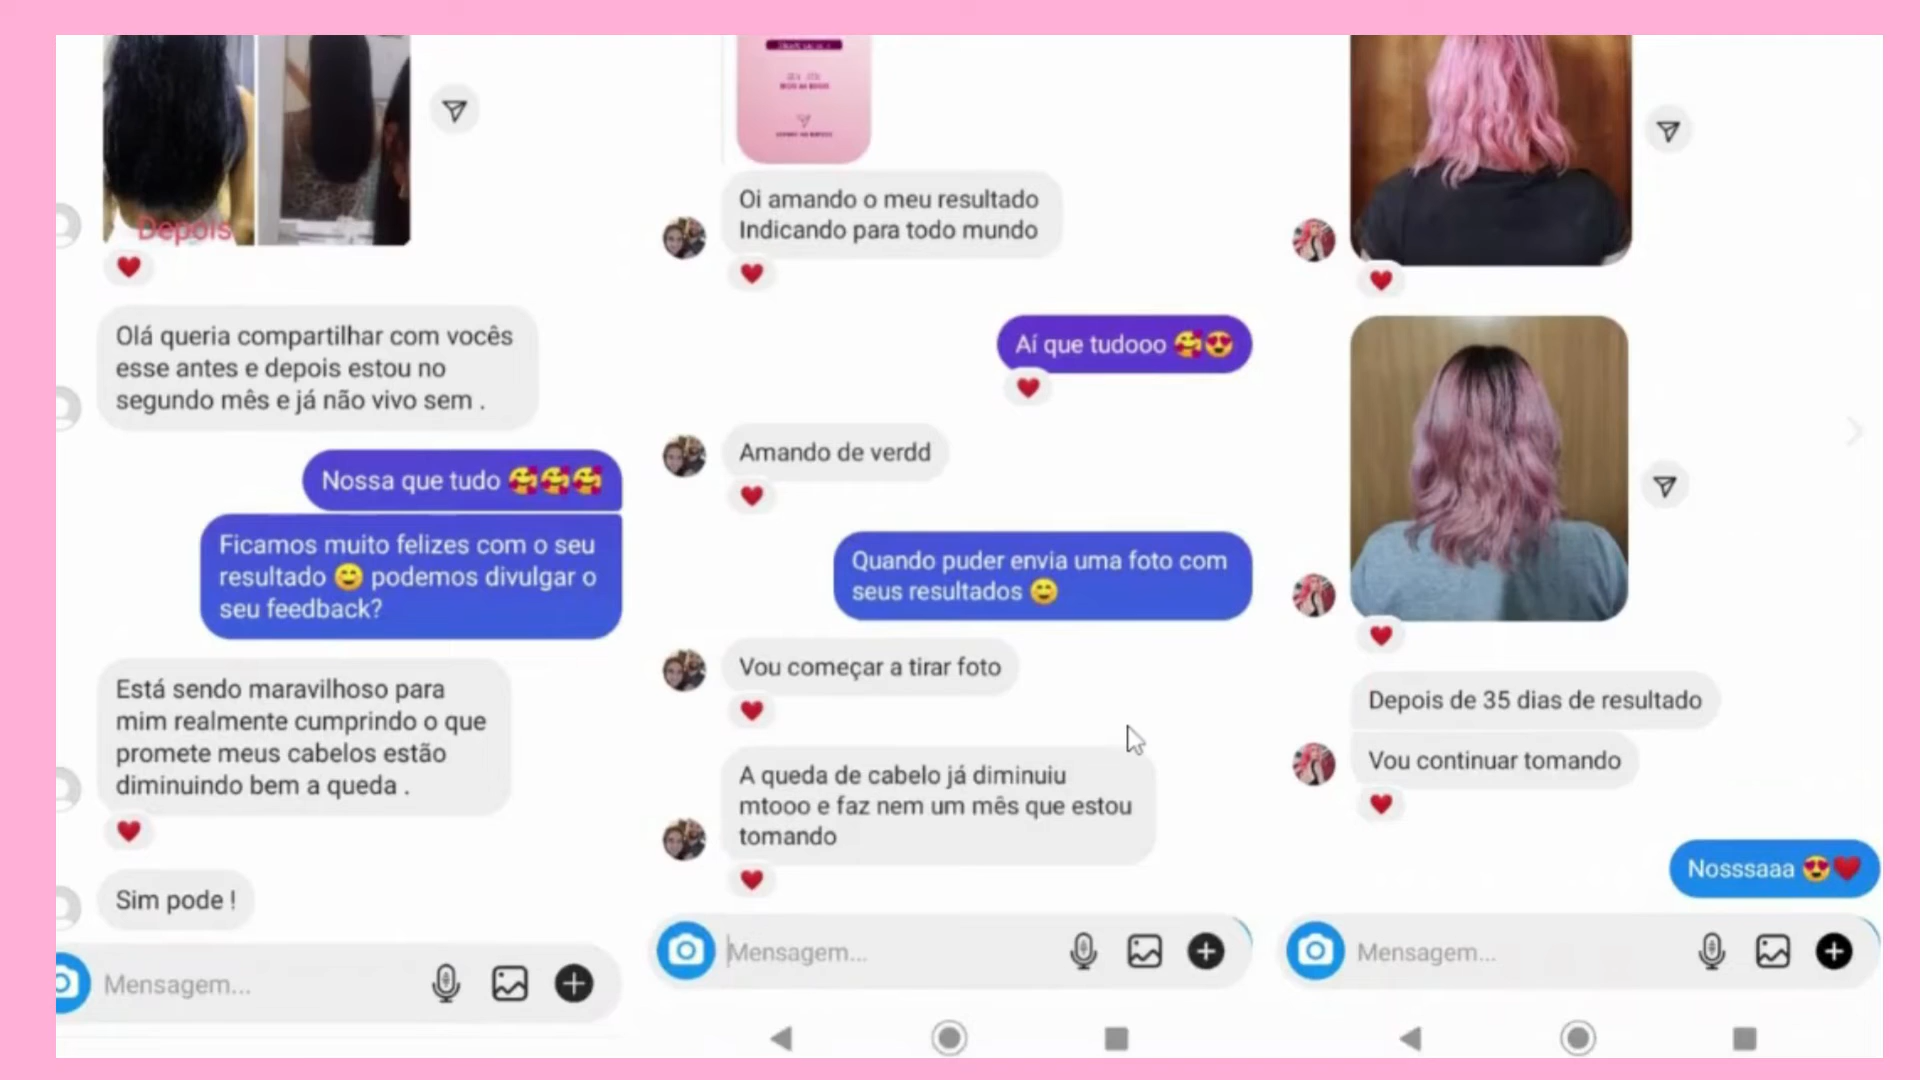 Depois
Olá queria compartilhar com vocês
esse antes e depois estou no
segundo mês e já não vivo sem .
Nossa que tudo 🥰🥰🥰
Ficamos muito felizes com o seu
resultado 😊 podemos divulgar o
seu feedback?
Está sendo maravilhoso para
mim realmente cumprindo o que
promete meus cabelos estão
diminuindo bem a queda .
Sim pode !
Mensagem...
Oi amando o meu resultado
Indicando para todo mundo
Aí que tudooo 🥰😍
Amando de verdd
Quando puder envia uma foto com
seus resultados 😊
Vou começar a tirar foto
A queda de cabelo já diminuiu
mtooo e faz nem um mês que estou
tomando
Mensagem...
Depois de 35 dias de resultado
Vou continuar tomando
Nosssaaa 😍❤️
Mensagem...